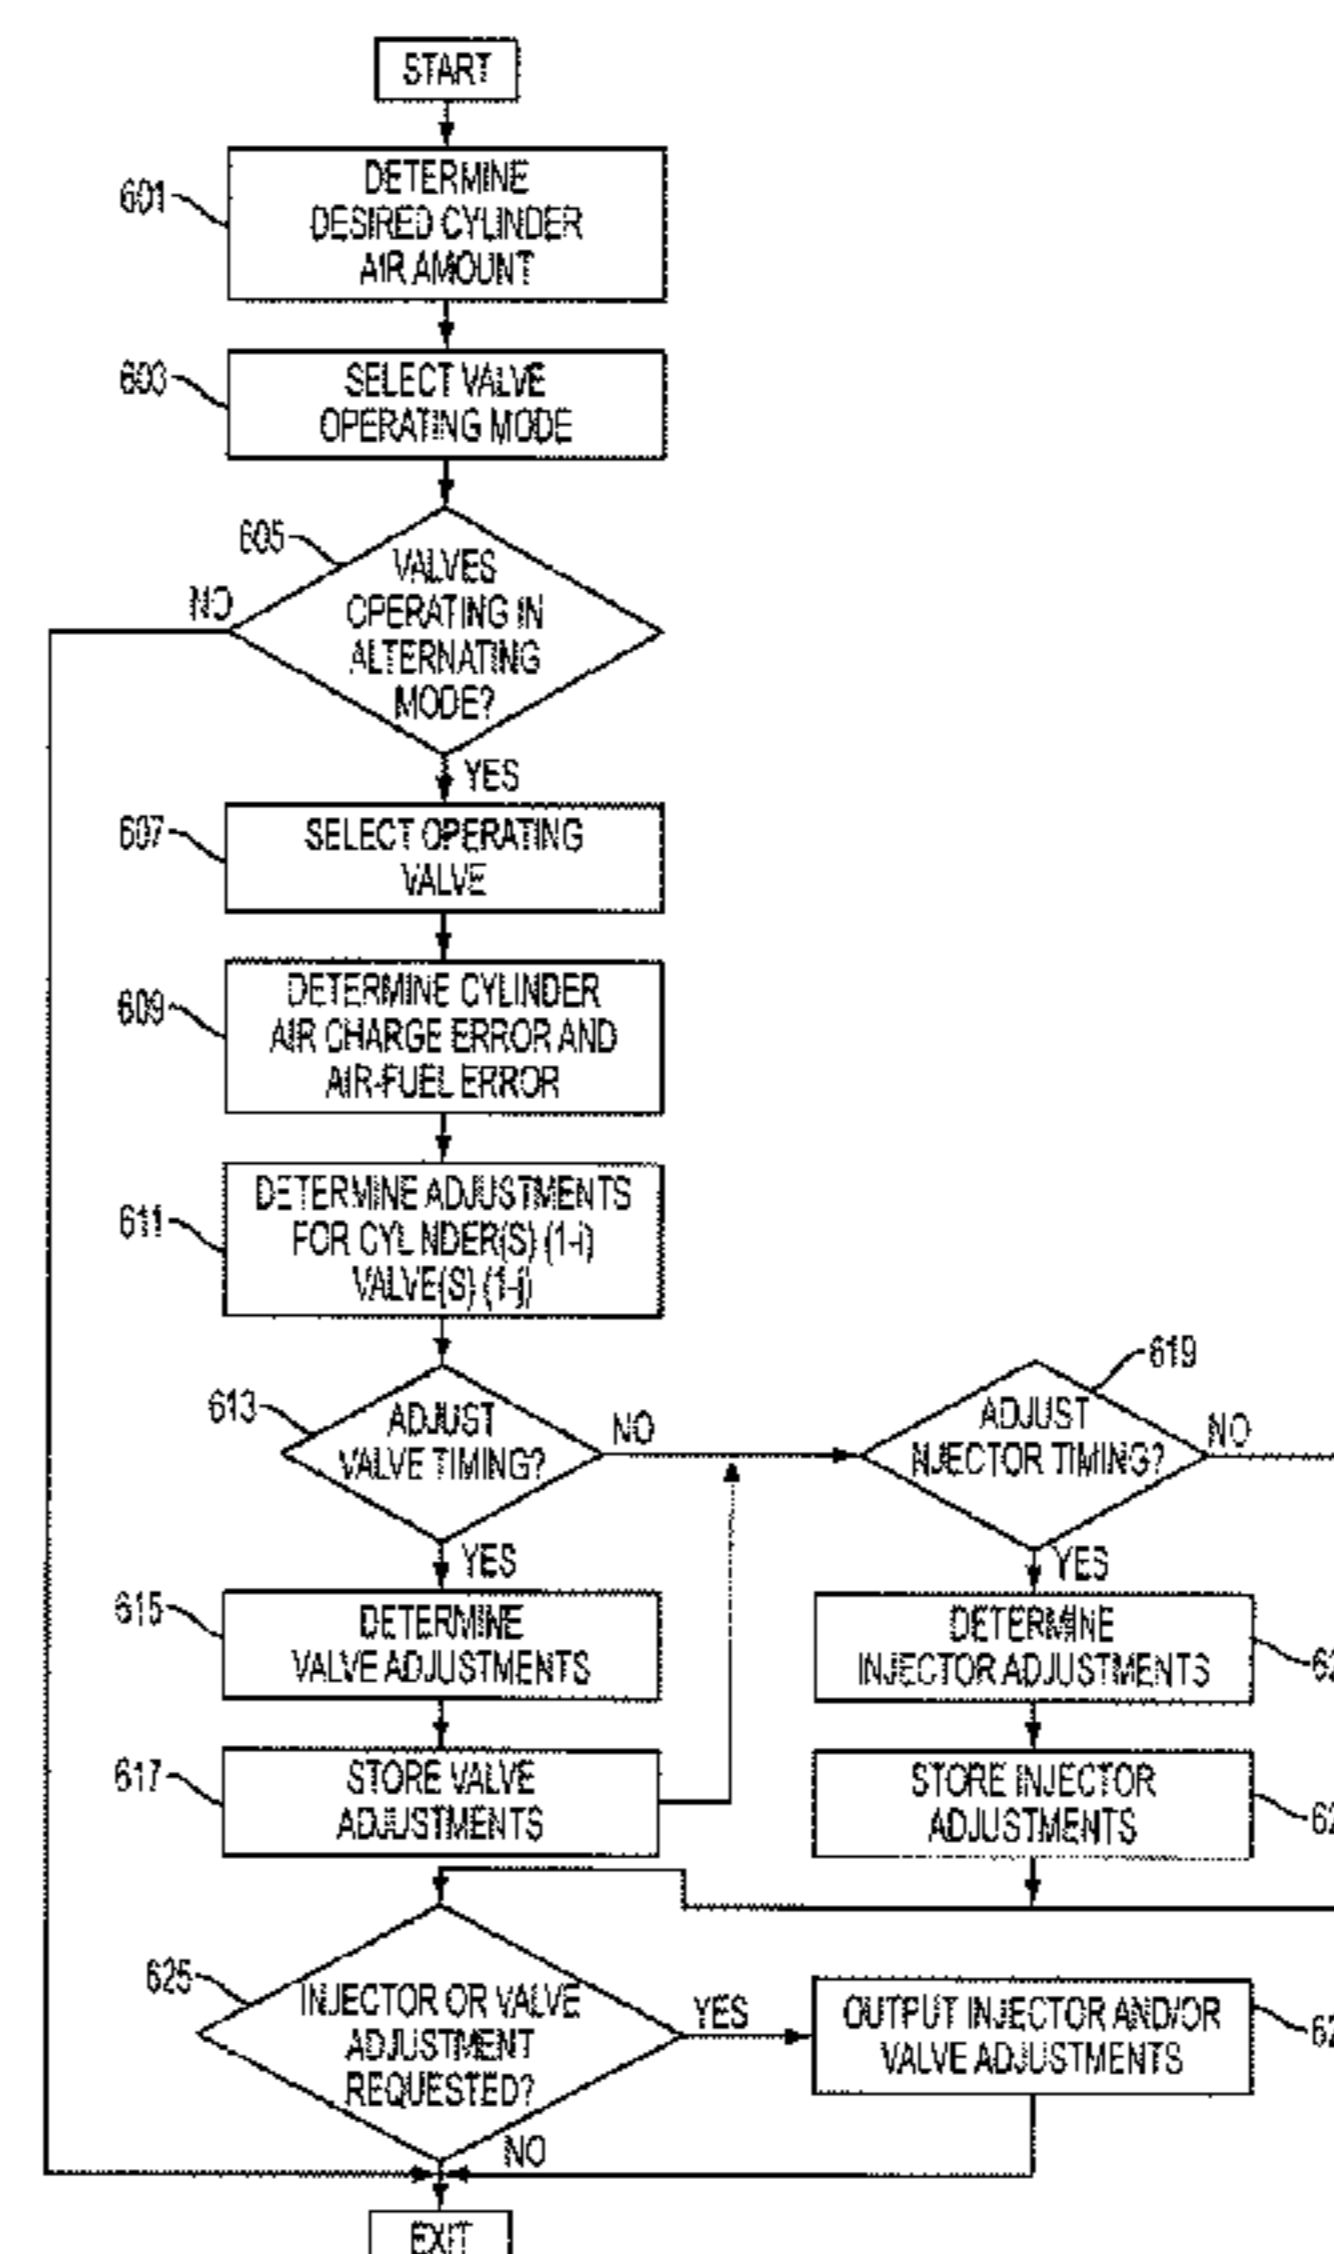 START
601
DETERMINE
DESIRED CYLINDER
AIR AMOUNT
603
SELECT VALVE
OPERATING MODE
605
VALVES
OPERATING IN
ALTERNATING
MODE?
NO
YES
607
SELECT OPERATING
VALVE
609
DETERMINE CYLINDER
AIR CHARGE ERROR AND
AIR-FUEL ERROR
611
DETERMINE ADJUSTMENTS
FOR CYLINDER(S) (1-i)
VALVE(S) (1-j)
613
ADJUST
VALVE TIMING?
NO
YES
619
ADJUST
INJECTOR TIMING?
NO
YES
615
DETERMINE
VALVE ADJUSTMENTS
DETERMINE
INJECTOR ADJUSTMENTS
617
STORE VALVE
ADJUSTMENTS
STORE INJECTOR
ADJUSTMENTS
625
INJECTOR OR VALVE
ADJUSTMENT
REQUESTED?
YES
NO
OUTPUT INJECTOR AND/OR
VALVE ADJUSTMENTS
EXIT